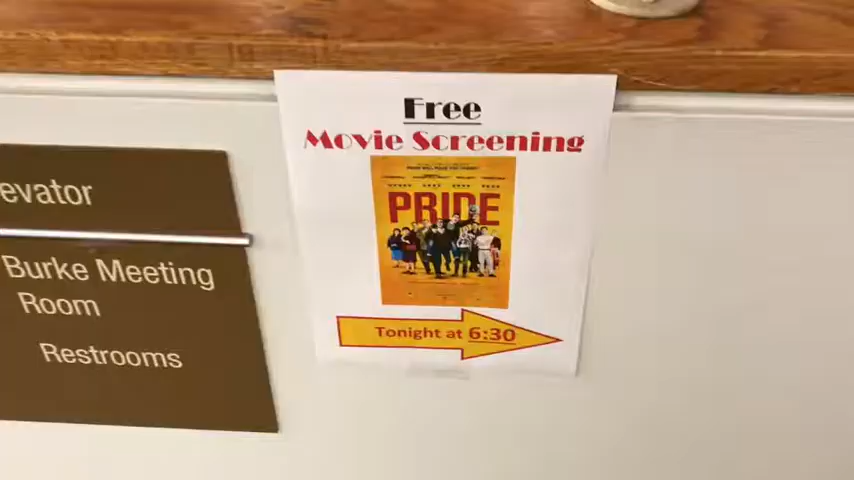 evator
Burke Meeting
Room
Restrooms
Free
Movie Screening
PRIDE
Tonight at 6:30